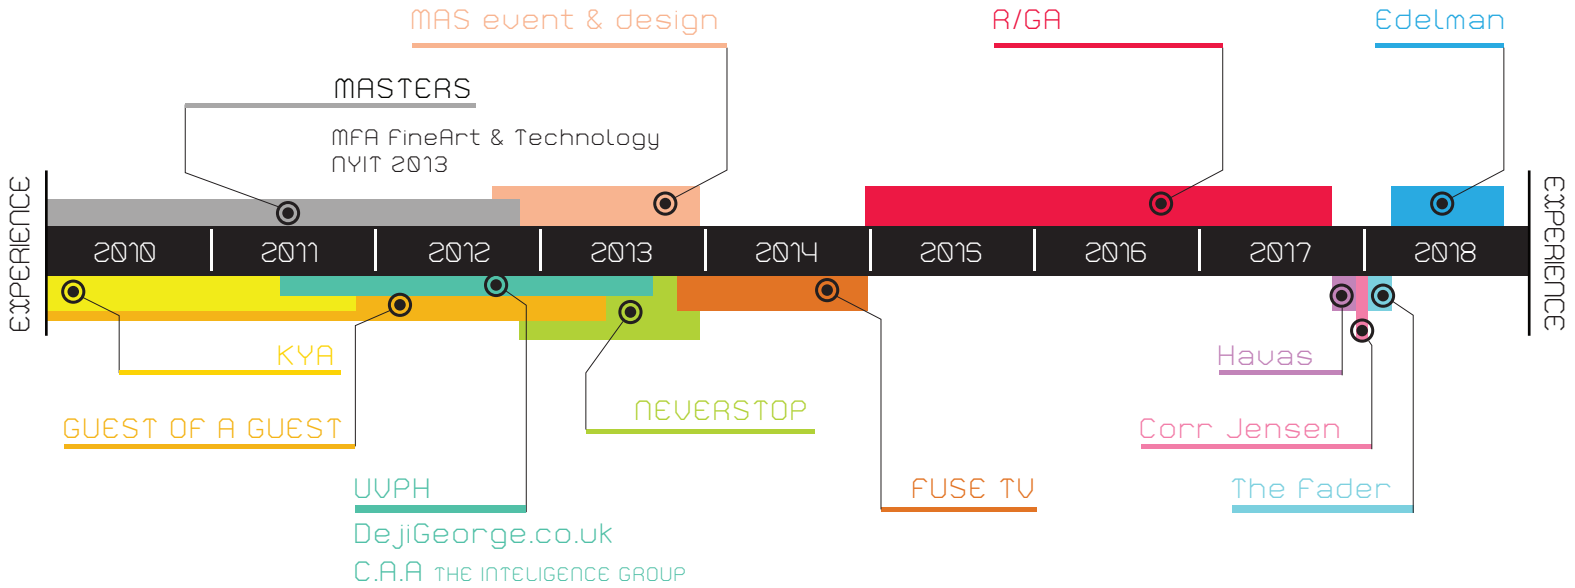 MAS event & design
R/GA
Edelman
MASTERS
MFA FineArt & Technology
NYIT 2013
EXPERIENCE
2010
2011
2012
2013
2014
2015
2016
2017
2018
EXPERIENCE
KYA
Havas
GUEST OF A GUEST
NEVERSTOP
Corr Jensen
UVPH
FUSE TV
The Fader
DejiGeorge.co.uk
C.A.A THE INTELIGENCE GROUP